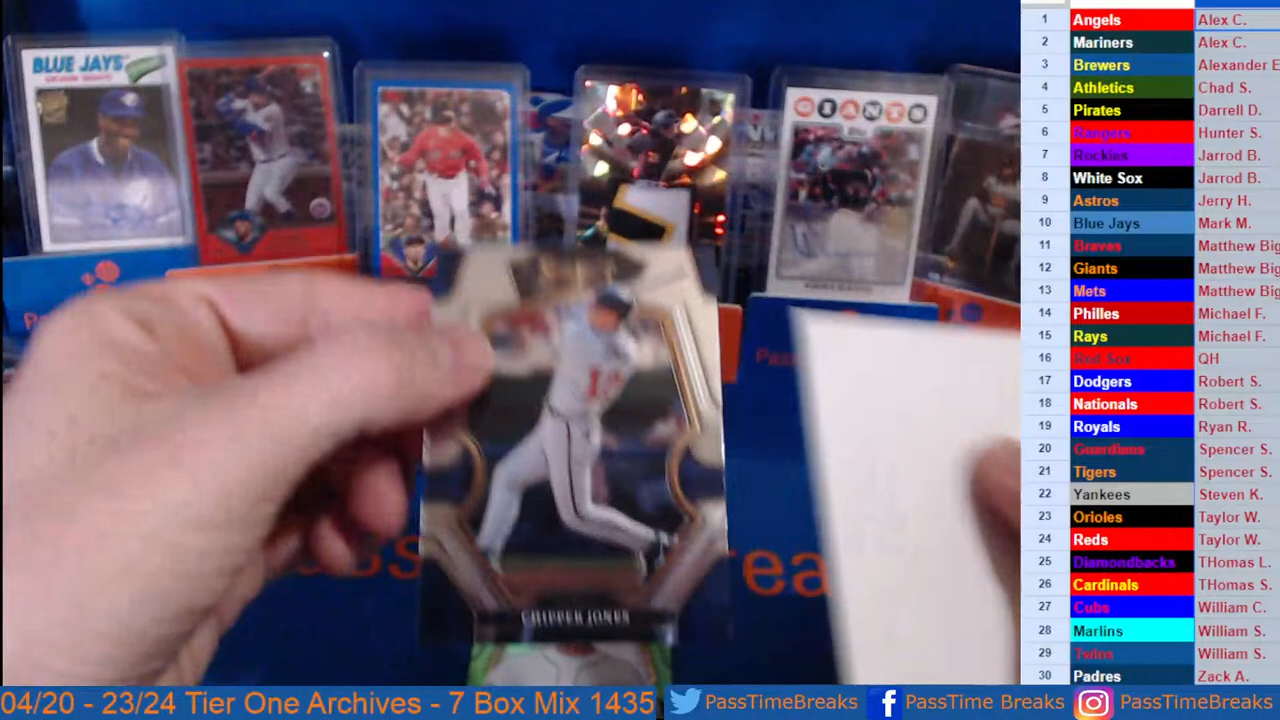 BLUE JAYS
GIANTS
10
CHIPPER JONES
1 Angels Alex C.
2 Mariners Alex C.
3 Brewers Alexander E
4 Athletics Chad S.
5 Pirates Darrell D.
6 Rangers Hunter S.
7 Rockies Jarrod B.
8 White Sox Jarrod B.
9 Astros Jerry H.
10 Blue Jays Mark M.
11 Braves Matthew Big
12 Giants Matthew Big
13 Mets Matthew Big
14 Philles Michael F.
15 Rays Michael F.
16 Red Sox QH
17 Dodgers Robert S.
18 Nationals Robert S.
19 Royals Ryan R.
20 Guardians Spencer S.
21 Tigers Spencer S.
22 Yankees Steven K.
23 Orioles Taylor W.
24 Reds Taylor W.
25 Diamondbacks THomas L.
26 Cardinals THomas S.
27 Cubs William C.
28 Marlins William S.
29 Twins William S.
30 Padres Zack A.
04/20 - 23/24 Tier One Archives - 7 Box Mix 1435 PassTimeBreaks PassTime Breaks PassTimeBreaks